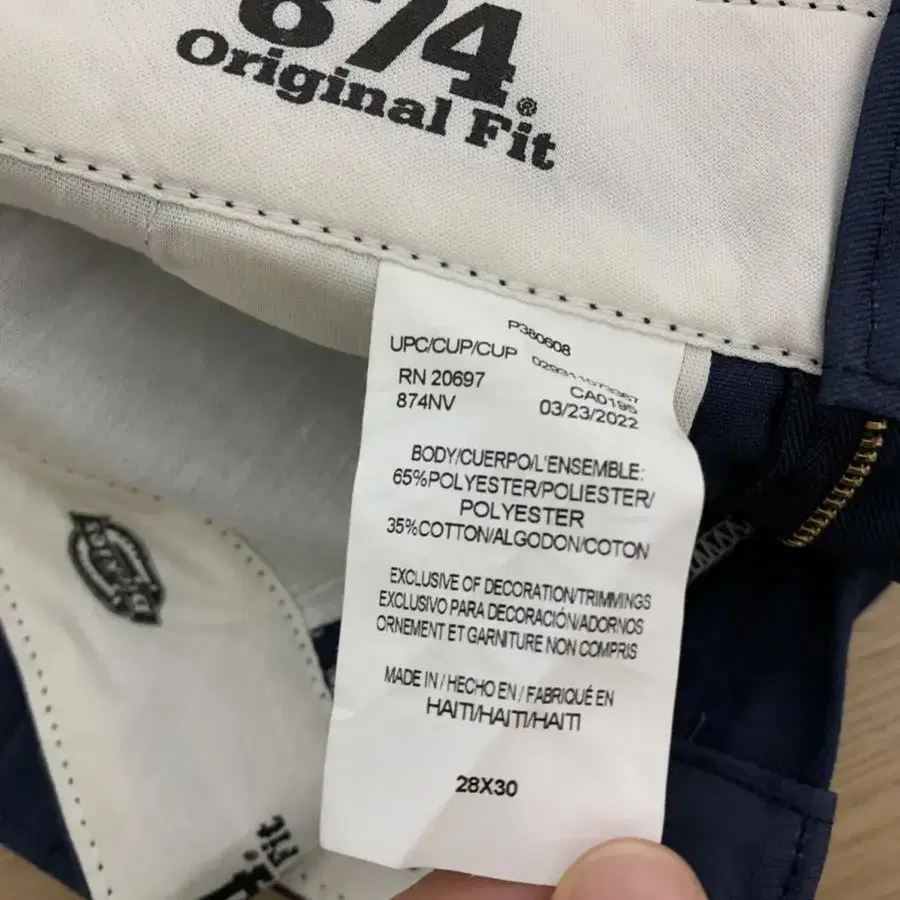 874®
Original Fit
P380608
UPC/CUP/CUP
RN 20697
CA0195
874NV
03/23/2022
BODY/CUERPO/L'ENSEMBLE:
65%POLYESTER/POLIESTER/
POLYESTER
35%COTTON/ALGODON/COTON
EXCLUSIVE OF DECORATION/TRIMMINGS
EXCLUSIVO PARA DECORACIÓN/ADORNOS
ORNEMENT ET GARNITURE NON COMPRIS
MADE IN / HECHO EN / FABRIQUÉ EN
HAITI/HAITI/HAITI
28X30
Dickies
Fit